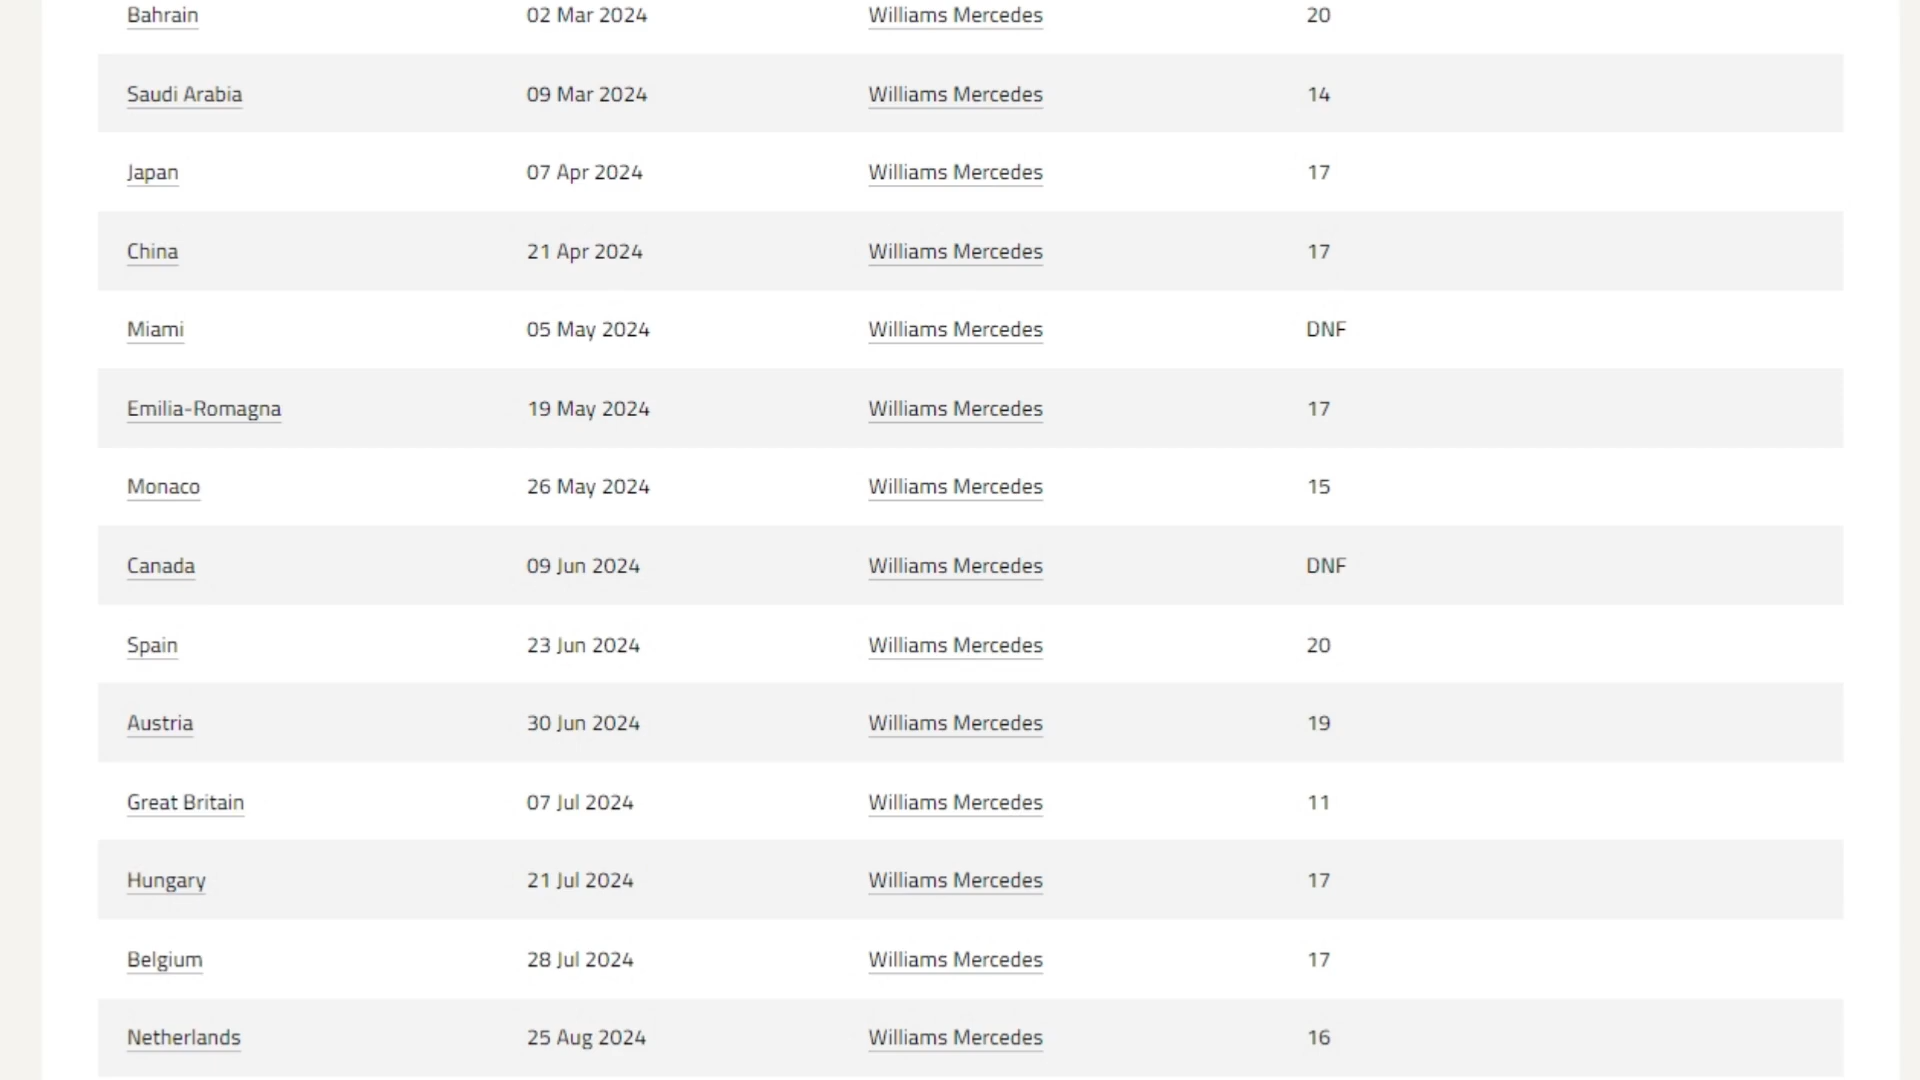 Bahrain 02 Mar 2024 Williams Mercedes 20
Saudi Arabia 09 Mar 2024 Williams Mercedes 14
Japan 07 Apr 2024 Williams Mercedes 17
China 21 Apr 2024 Williams Mercedes 17
Miami 05 May 2024 Williams Mercedes DNF
Emilia-Romagna 19 May 2024 Williams Mercedes 17
Monaco 26 May 2024 Williams Mercedes 15
Canada 09 Jun 2024 Williams Mercedes DNF
Spain 23 Jun 2024 Williams Mercedes 20
Austria 30 Jun 2024 Williams Mercedes 19
Great Britain 07 Jul 2024 Williams Mercedes 11
Hungary 21 Jul 2024 Williams Mercedes 17
Belgium 28 Jul 2024 Williams Mercedes 17
Netherlands 25 Aug 2024 Williams Mercedes 16